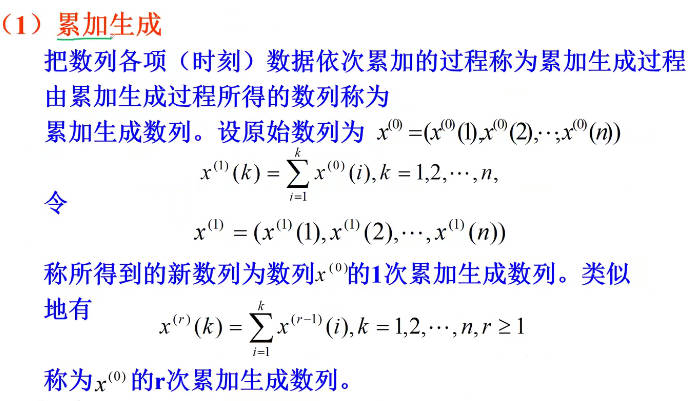 （1）累加生成
把数列各项（时刻）数据依次累加的过程称为累加生成过程
由累加生成过程所得的数列称为
累加生成数列。设原始数列为 x^{(0)} =(x^{(0)}(1),x^{(0)}(2),⋯,x^{(0)}(n))
x^{(1)}(k) = \sum_{i=1}^{k} x^{(0)}(i), k = 1,2,⋯,n,
令
x^{(1)} = (x^{(1)}(1), x^{(1)}(2),⋯, x^{(1)}(n))
称所得到的新数列为数列x^{(0)}的1次累加生成数列。类似
地有
x^{(r)}(k) = \sum_{i=1}^{k} x^{(r-1)}(i), k = 1,2,⋯,n, r ≥ 1
称为x^{(0)}的r次累加生成数列。